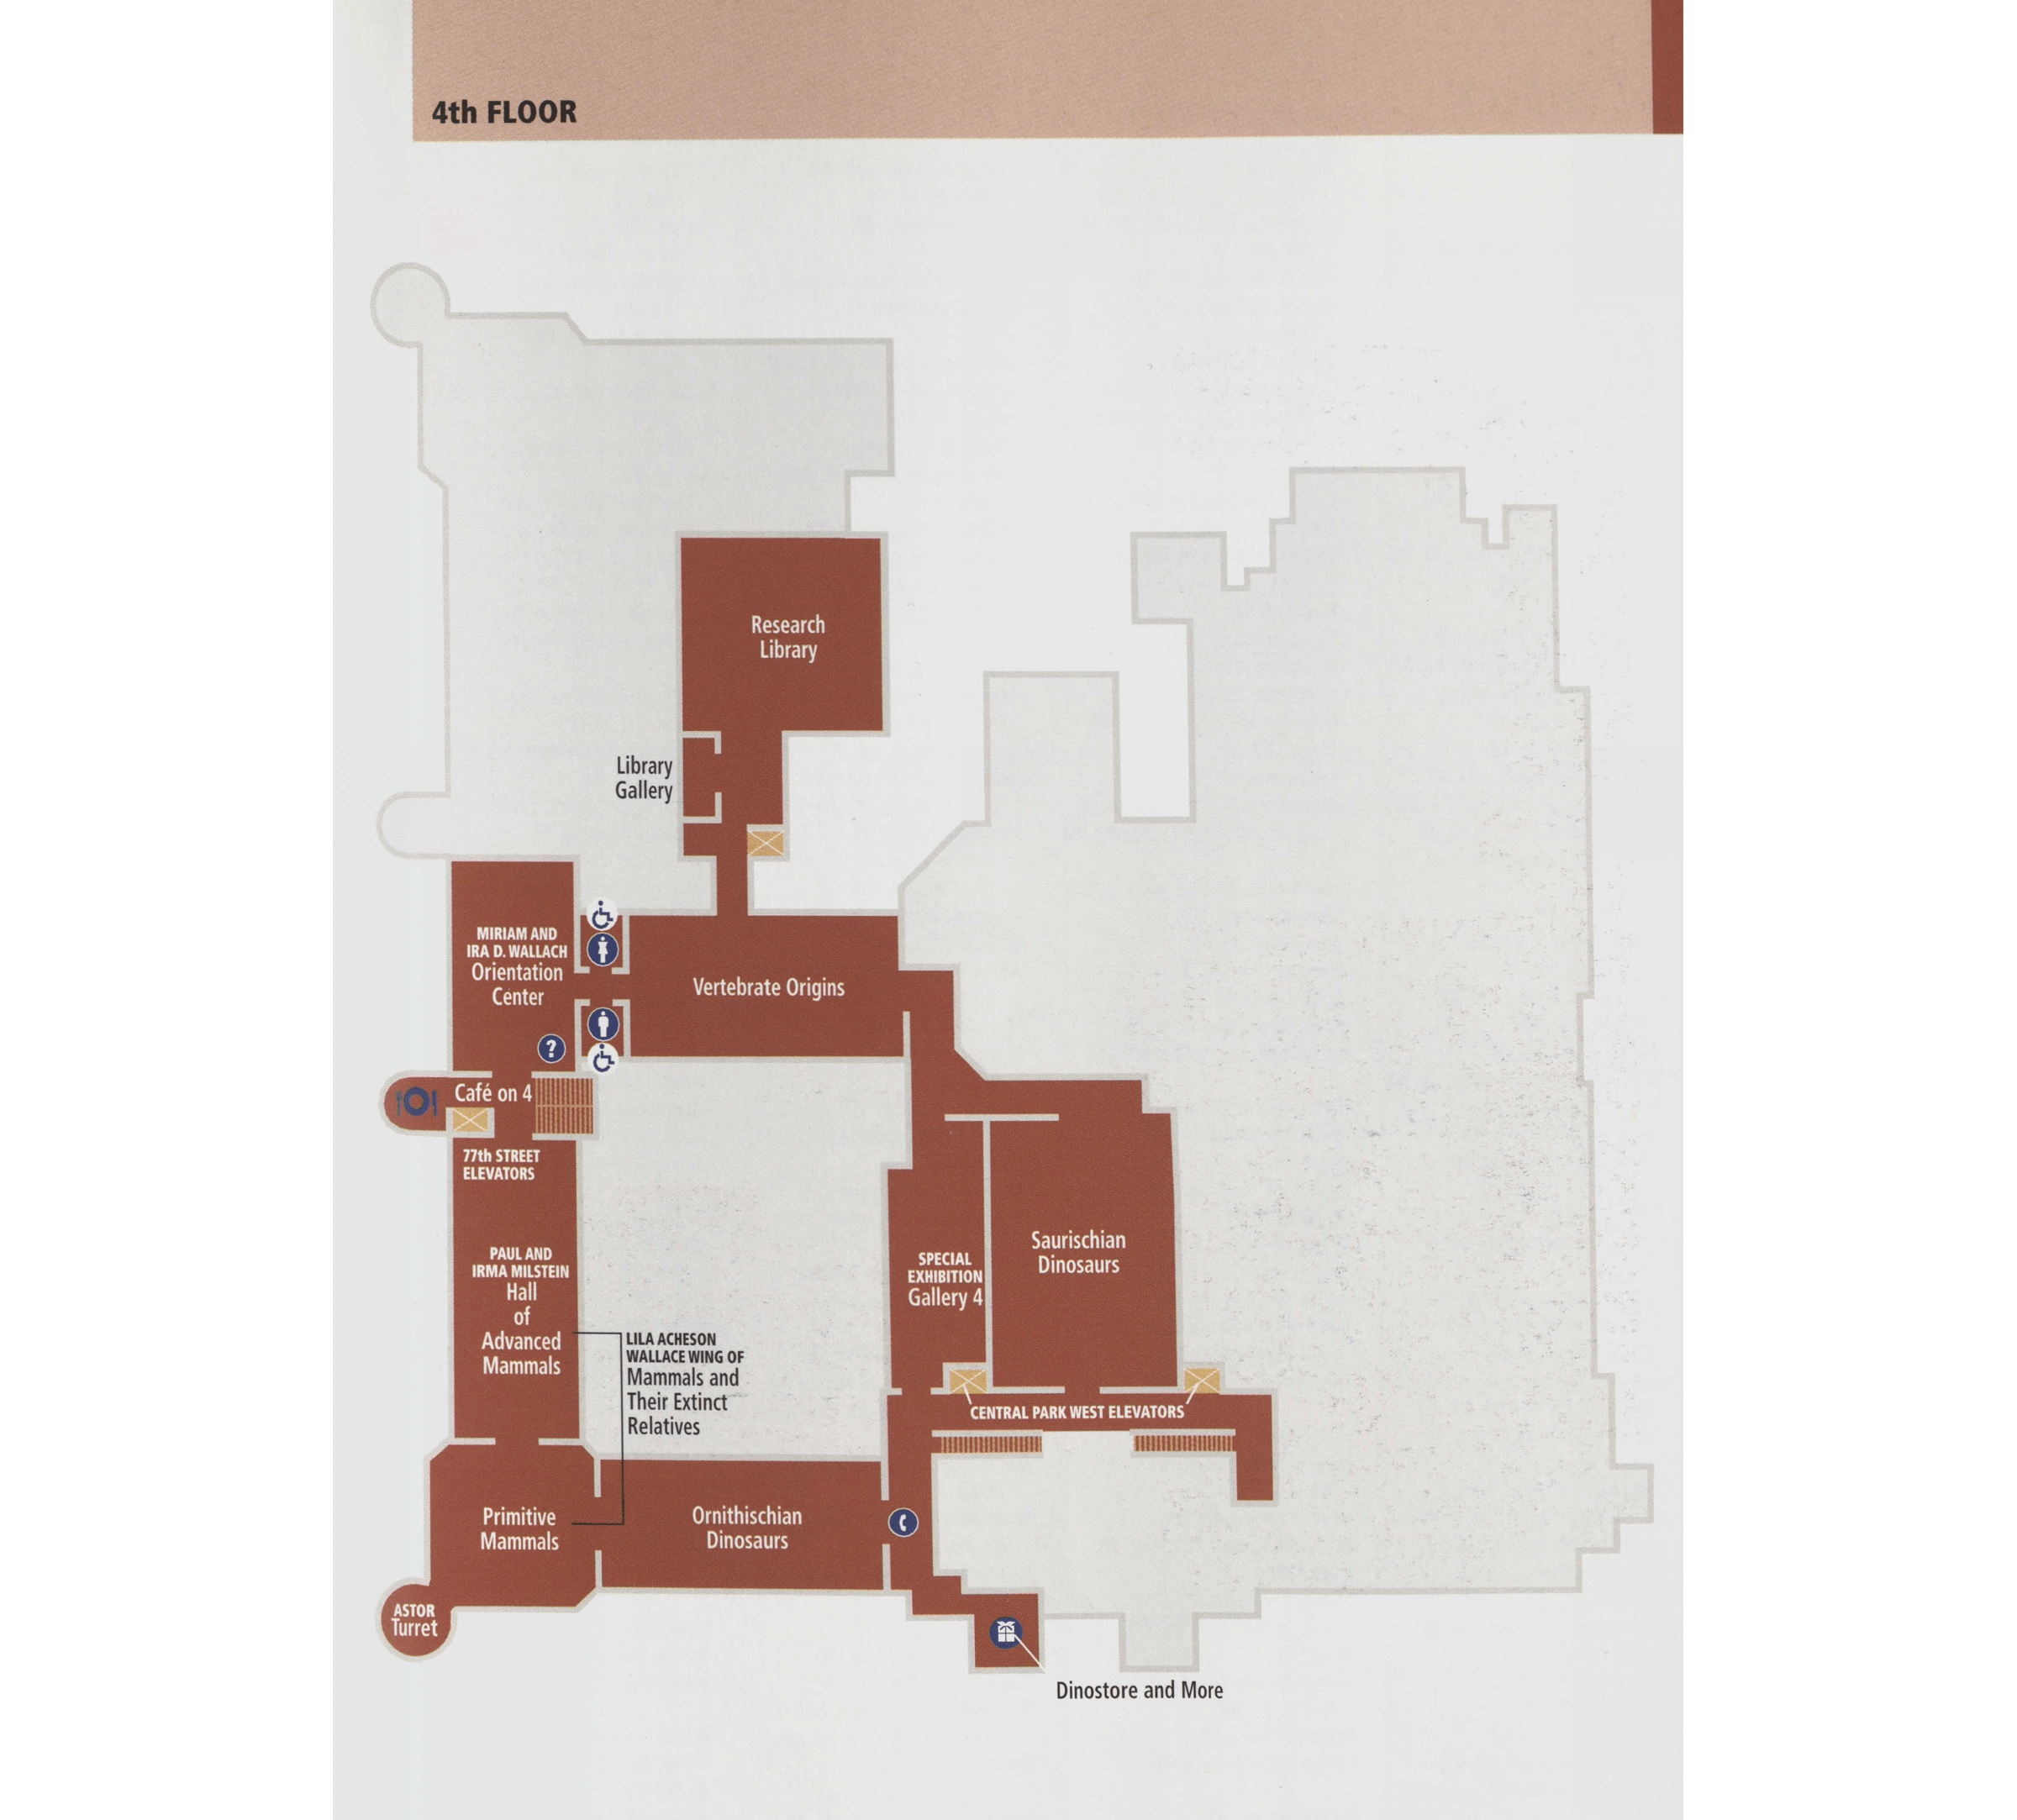 4th FLOOR
Research
Library
Library
Gallery
MIRIAM AND
IRA D. WALLACH
Orientation
Center
Vertebrate Origins
?
Café on 4
77th STREET
ELEVATORS
PAUL AND
IRMA MILSTEIN
Hall
of
Advanced
Mammals
SPECIAL
EXHIBITION
Gallery 4
Saurischian
Dinosaurs
LILA ACHESON
WALLACE WING OF
Mammals and
Their Extinct
Relatives
CENTRAL PARK WEST ELEVATORS
Primitive
Mammals
Ornithischian
Dinosaurs
ASTOR
Turret
Dinostore and More